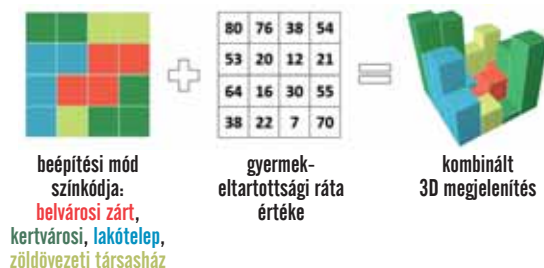 80 76 38 54
53 20 12 21
64 16 30 55
38 22 7 70
beépítési mód
színkódja:
belvárosi zárt,
kertvárosi, lakótelep,
zöldövezeti társasház
gyermek-
eltartottsági ráta
értéke
kombinált
3D megjelenítés